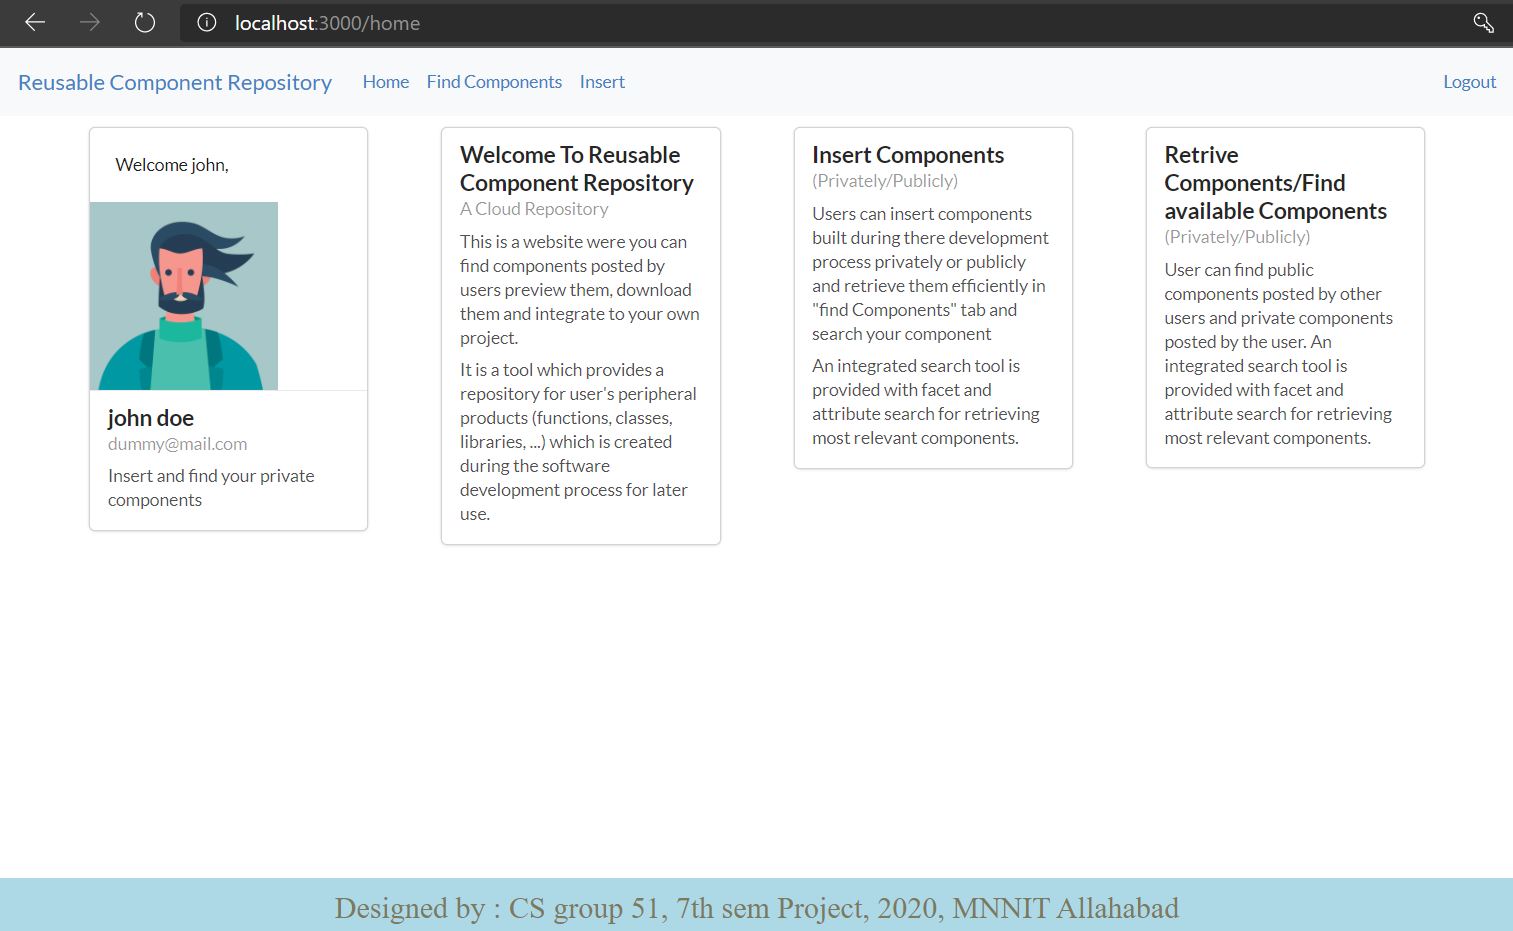 localhost:3000/home
Reusable Component Repository Home Find Components Insert Logout
Welcome john,
john doe
dummy@mail.com
Insert and find your private
components
Welcome To Reusable
Component Repository
A Cloud Repository
This is a website were you can
find components posted by
users preview them, download
them and integrate to your own
project.
It is a tool which provides a
repository for user's peripheral
products (functions, classes,
libraries, ...) which is created
during the software
development process for later
use.
Insert Components
(Privately/Publicly)
Users can insert components
built during there development
process privately or publicly
and retrieve them efficiently in
"find Components" tab and
search your component
An integrated search tool is
provided with facet and
attribute search for retrieving
most relevant components.
Retrive
Components/Find
available Components
(Privately/Publicly)
User can find public
components posted by other
users and private components
posted by the user. An
integrated search tool is
provided with facet and
attribute search for retrieving
most relevant components.
Designed by : CS group 51, 7th sem Project, 2020, MNNIT Allahabad